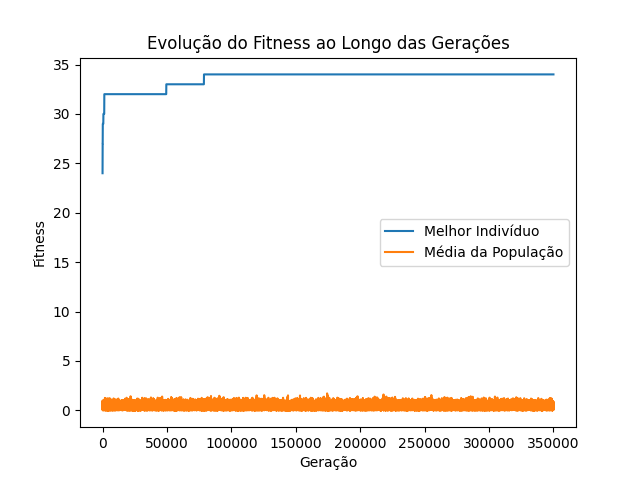 Evolução do Fitness ao Longo das Gerações
35
30
25
20
15
10
5
0
Fitness
Melhor Indivíduo
Média da População
0 50000 100000 150000 200000 250000 300000 350000
Geração